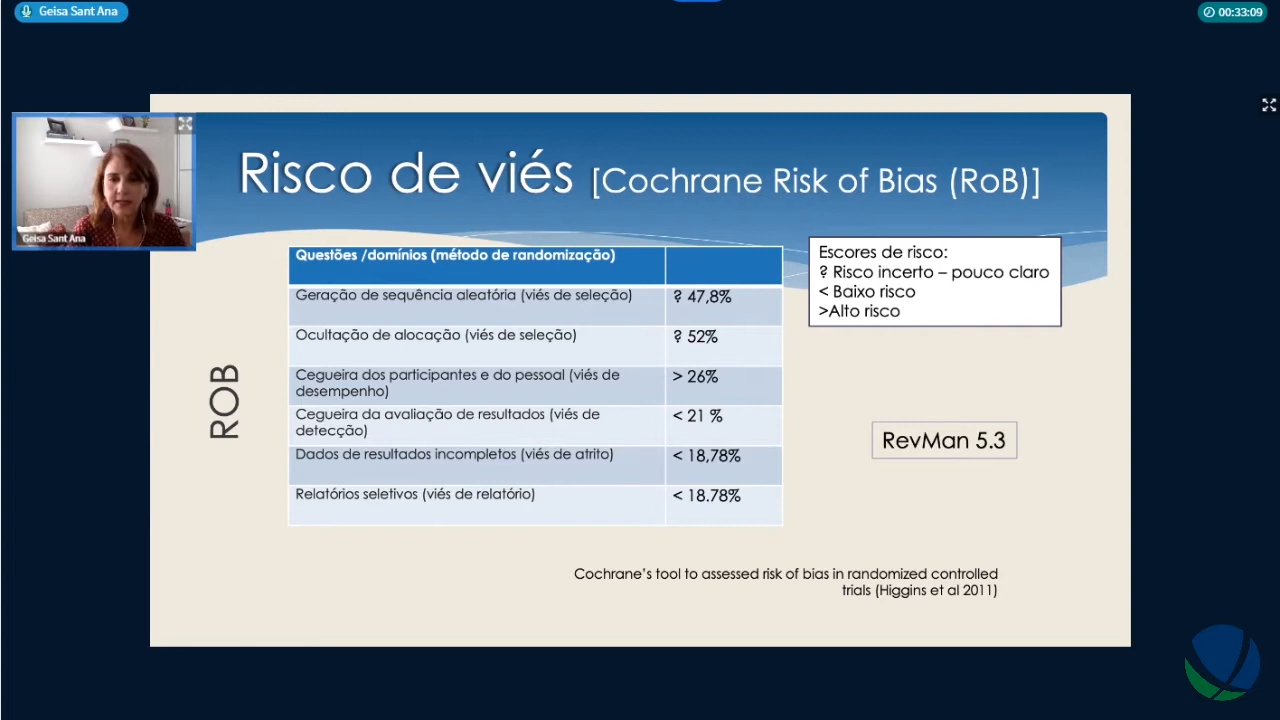 Geisa Sant Ana
00:33:09
Geisa Sant Ana
Risco de viés [Cochrane Risk of Bias (RoB)]
ROB
Questões /domínios (método de randomização)
Geração de sequência aleatória (viés de seleção) ? 47,8%
Ocultação de alocação (viés de seleção) ? 52%
Cegueira dos participantes e do pessoal (viés de
desempenho)
> 26%
Cegueira da avaliação de resultados (viés de
detecção)
< 21 %
Dados de resultados incompletos (viés de atrito) < 18,78%
Relatórios seletivos (viés de relatório) < 18.78%
Escores de risco:
? Risco incerto – pouco claro
< Baixo risco
>Alto risco
RevMan 5.3
Cochrane’s tool to assessed risk of bias in randomized controlled
trials (Higgins et al 2011)